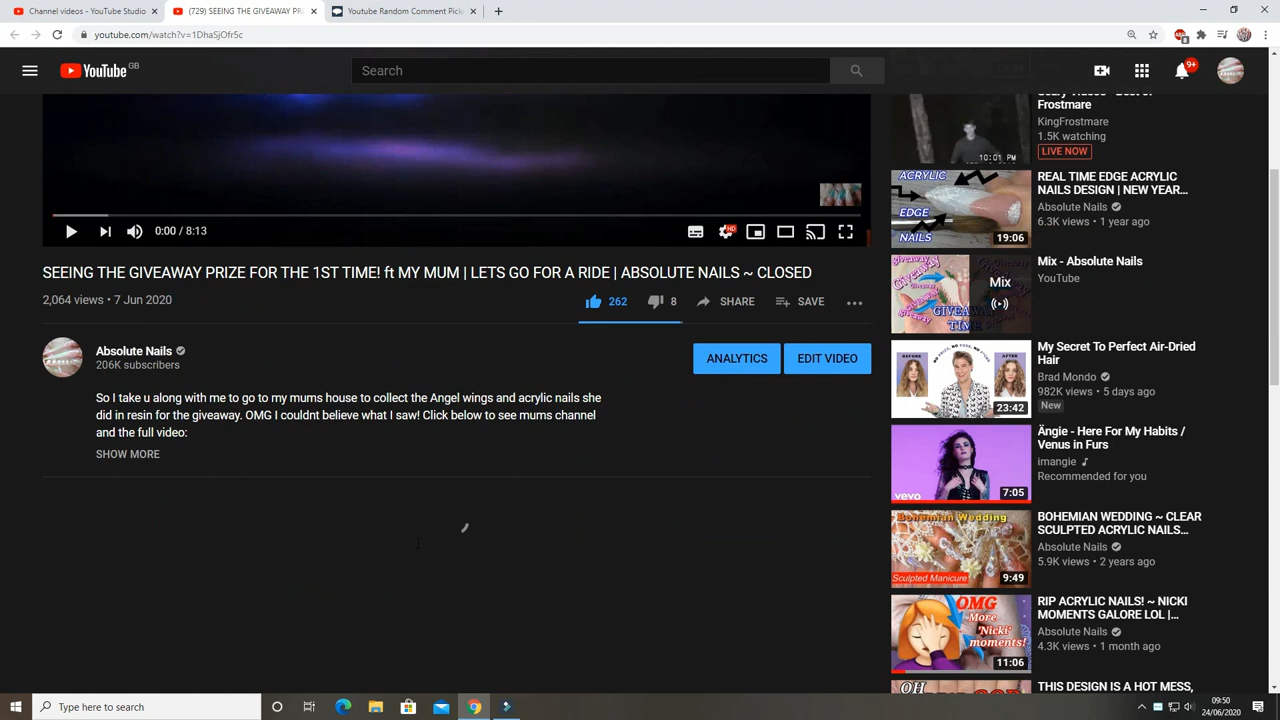 Channel videos - YouTube Studio
(729) SEEING THE GIVEAWAY PRI
Youtube Random Comment Picke
youtube.com/watch?v=1DhaSjOfr5c
YouTube GB
Search
9+
0:00 / 8:13
HD
SEEING THE GIVEAWAY PRIZE FOR THE 1ST TIME! ft MY MUM | LETS GO FOR A RIDE | ABSOLUTE NAILS ~ CLOSED
2,064 views • 7 Jun 2020
262
8
SHARE
SAVE
Absolute Nails
206K subscribers
ANALYTICS
EDIT VIDEO
So I take u along with me to go to my mums house to collect the Angel wings and acrylic nails she
did in resin for the giveaway. OMG I couldnt believe what I saw! Click below to see mums channel
and the full video:
SHOW MORE
Frostmare
KingFrostmare
1.5K watching
LIVE NOW
10:01 PM
REAL TIME EDGE ACRYLIC
NAILS DESIGN | NEW YEAR...
Absolute Nails
6.3K views • 1 year ago
ACRYLIC
EDGE
NAILS
19:06
Mix - Absolute Nails
YouTube
Mix
My Secret To Perfect Air-Dried
Hair
Brad Mondo
982K views • 5 days ago
New
BEFORE
AFTER
23:42
Ängie - Here For My Habits /
Venus in Furs
imangie
Recommended for you
vevo
7:05
BOHEMIAN WEDDING ~ CLEAR
SCULPTED ACRYLIC NAILS...
Absolute Nails
5.9K views • 2 years ago
Bohemian Wedding
Sculpted Manicure
9:49
RIP ACRYLIC NAILS! ~ NICKI
MOMENTS GALORE LOL |...
Absolute Nails
4.3K views • 1 month ago
OMG
More
'Nicki'
moments!
11:06
THIS DESIGN IS A HOT MESS,
OH
Type here to search
09:50
24/06/2020